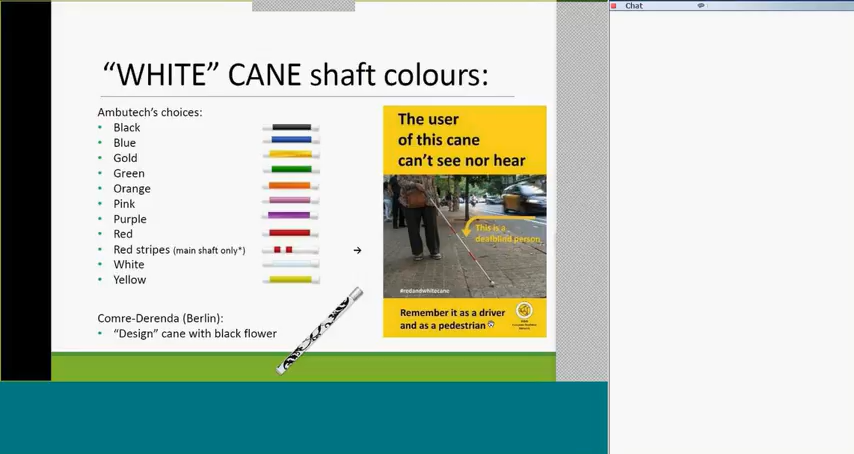 Chat
“WHITE” CANE shaft colours:
Ambutech’s choices:
• Black
• Blue
• Gold
• Green
• Orange
• Pink
• Purple
• Red
• Red stripes (main shaft only*) →
• White
• Yellow
Comre-Derenda (Berlin):
• “Design” cane with black flower
The user
of this cane
can’t see nor hear
This is a
deafblind person
#redandwhitecane
Remember it as a driver
and as a pedestrian